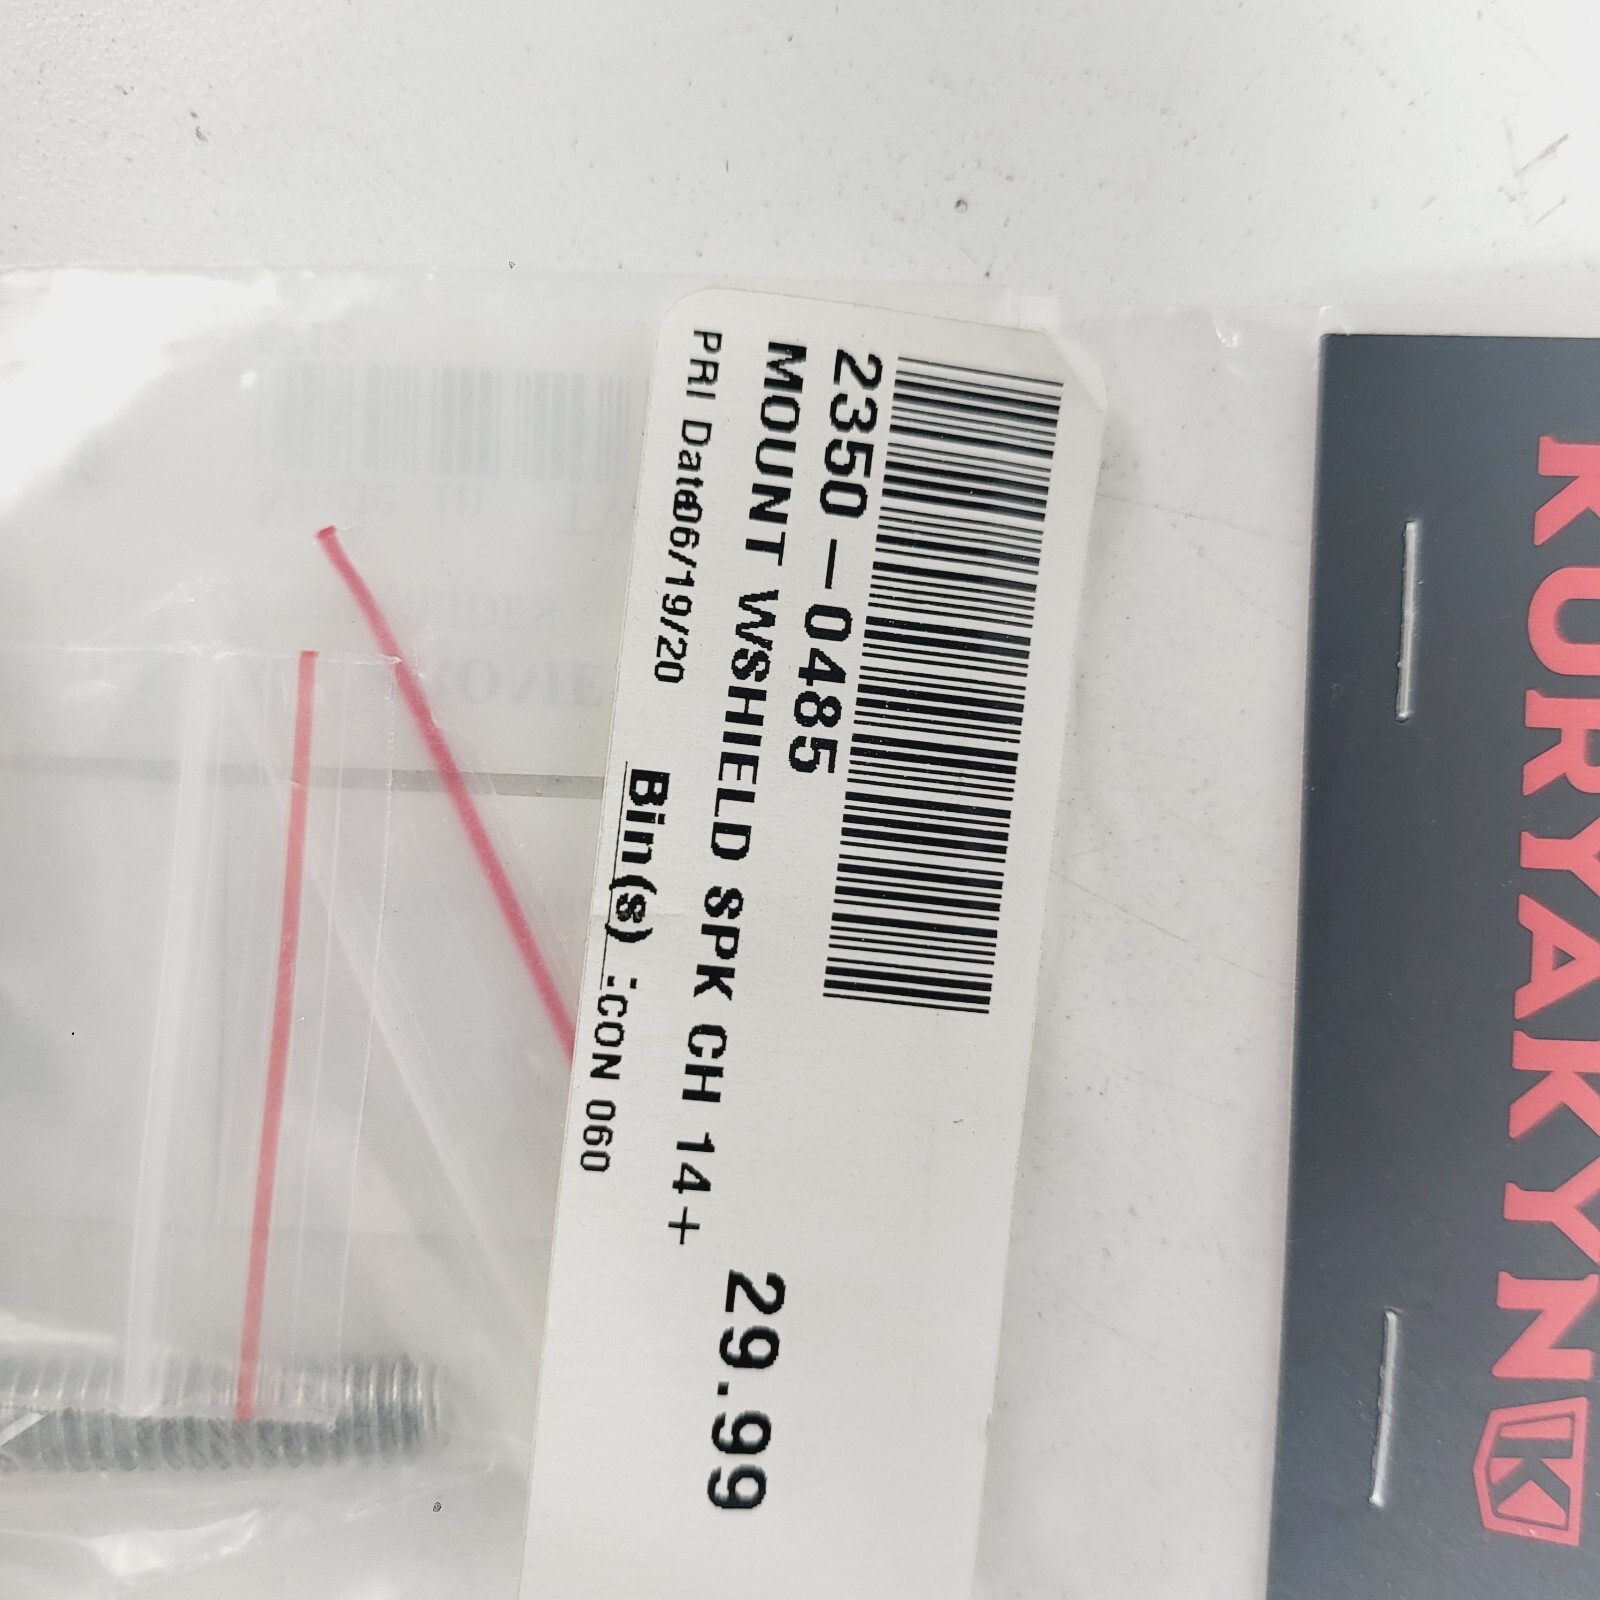 KURYAKYN
K
2350-0485
MOUNT WSHIELD SPK CH 14+
29.99
PRI Date06/19/20
Bin(s) :CON 060